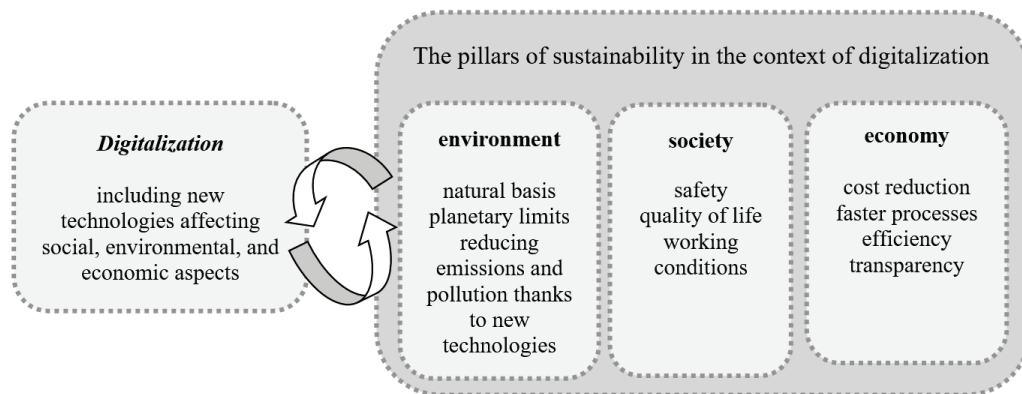 The pillars of sustainability in the context of digitalization
Digitalization
including new
technologies affecting
social, environmental, and
economic aspects
environment
natural basis
planetary limits
reducing
emissions and
pollution thanks
to new
technologies
society
safety
quality of life
working
conditions
economy
cost reduction
faster processes
efficiency
transparency